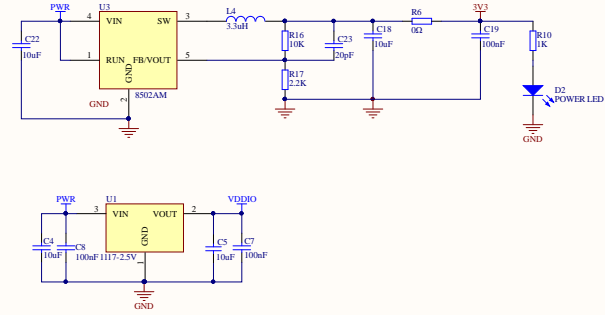 PWR
U3
4
VIN
SW
3
L4
3.3uH
R6
0Ω
3V3
C22
10uF
R16
10K
C23
20pF
C18
10uF
C19
100nF
R10
1K
1
RUN
FB/VOUT
5
GND
R17
2.2K
8502AM
2
GND
D2
POWER LED
GND
PWR
U1
3
VIN
VOUT
2
VDDIO
C4
10uF
C8
100nF
GND
1
1117-2.5V
C5
10uF
C7
100nF
GND